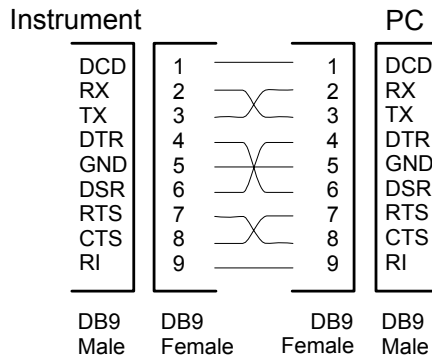 Instrument PC
DCD 1 1 DCD
RX 2 2 RX
TX 3 3 TX
DTR 4 4 DTR
GND 5 5 GND
DSR 6 6 DSR
RTS 7 7 RTS
CTS 8 8 CTS
RI 9 9 RI
DB9 DB9 DB9 DB9
Male Female Female Male